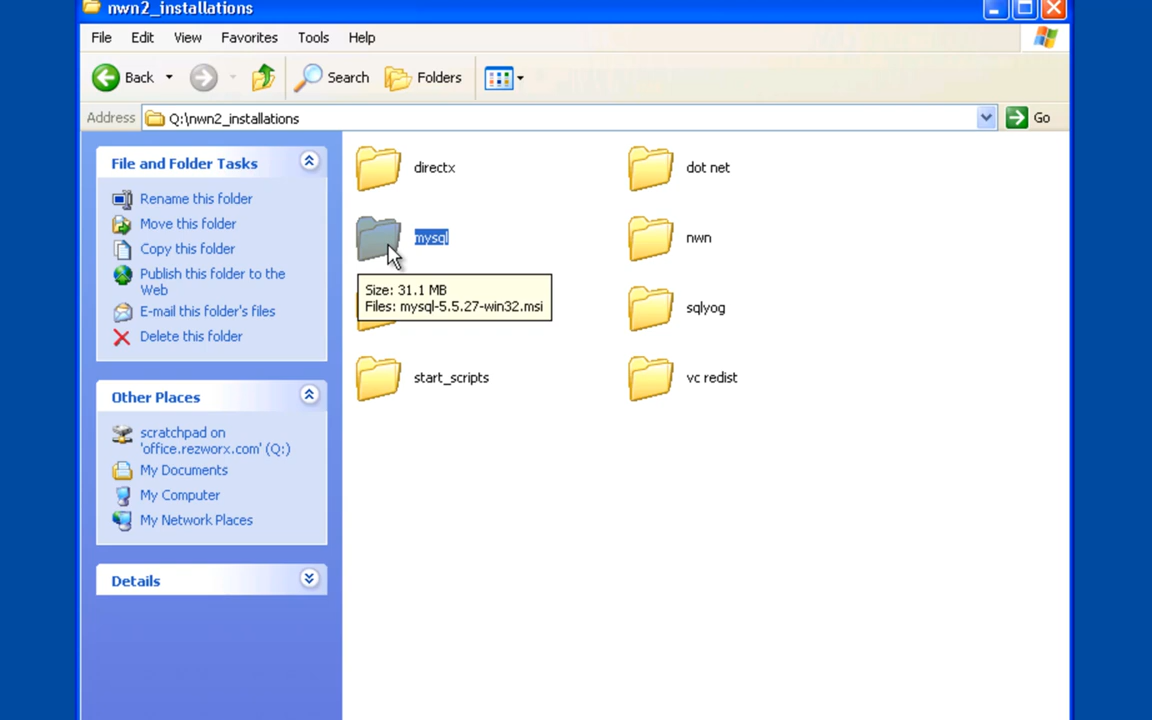 nwn2_installations
File Edit View Favorites Tools Help
Back Search Folders
Address Q:\nwn2_installations Go
File and Folder Tasks
Rename this folder
Move this folder
Copy this folder
Publish this folder to the
Web
E-mail this folder's files
Delete this folder
Other Places
scratchpad on
'office.rezworx.com' (Q:)
My Documents
My Computer
My Network Places
Details
directx dot net
mysql nwn
Size: 31.1 MB
Files: mysql-5.5.27-win32.msi
sqlyog
start_scripts vc redist